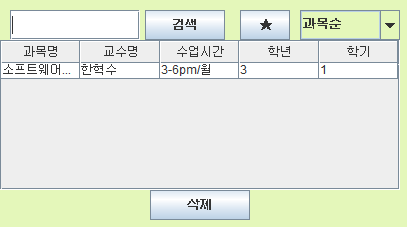 검색 ★ 과목순
과목명 교수명 수업시간 학년 학기
소프트웨어... 한혁수 3-6pm/월 3 1
삭제